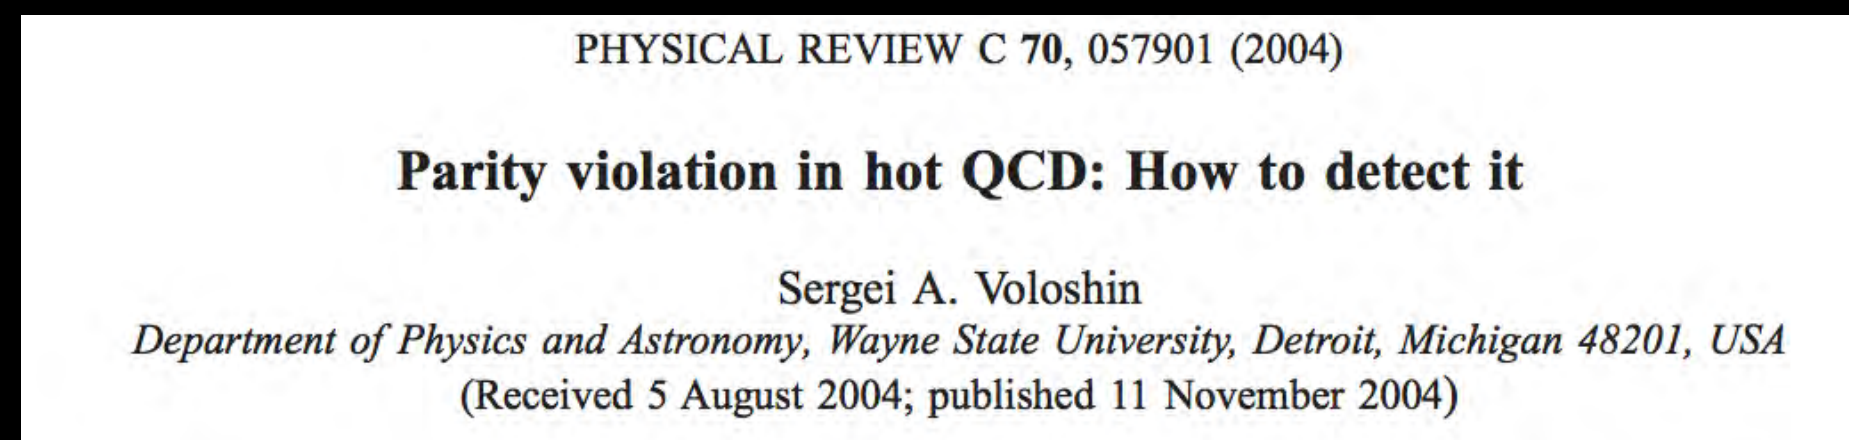 PHYSICAL REVIEW C 70, 057901 (2004)
Parity violation in hot QCD: How to detect it
Sergei A. Voloshin
Department of Physics and Astronomy, Wayne State University, Detroit, Michigan 48201, USA
(Received 5 August 2004; published 11 November 2004)